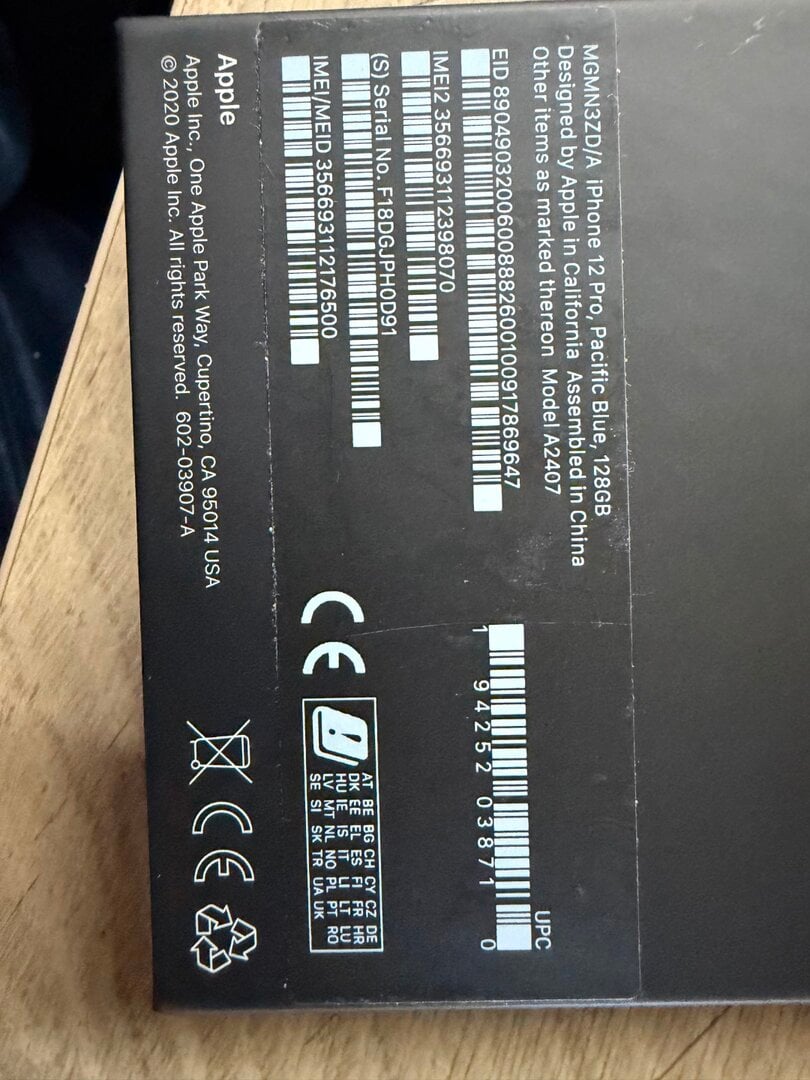 MGMN3ZD/A iPhone 12 Pro, Pacific Blue, 128GB
Designed by Apple in California Assembled in China
Other items as marked thereon Model A2407
EID 89049032006008882600100917869647
IMEI2 356693112398070
(S) Serial No. F18DGJPH0D91
IMEI/MEID 356693112176500
UPC
1 94252 03871 0
CE
AT BE BG CH CY CZ DE
DK EE EL ES FI FR HR
HU IE IS IT LI LT LU
LV MT NL NO PL PT RO
SE SI SK TR UA UK
Apple
Apple Inc., One Apple Park Way, Cupertino, CA 95014 USA
© 2020 Apple Inc. All rights reserved. 602-03907-A
CE